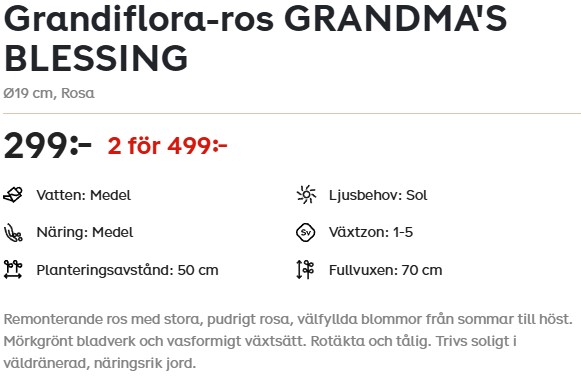 Grandiflora-ros GRANDMA'S
BLESSING
Ø19 cm, Rosa
299:- 2 för 499:-
Vatten: Medel
Ljusbehov: Sol
Näring: Medel
Sv
Växtzon: 1-5
Planteringsavstånd: 50 cm
Fullvuxen: 70 cm
Remonterande ros med stora, pudrigt rosa, välfyllda blommor från sommar till höst.
Mörkgrönt bladverk och vasformigt växtsätt. Rotäkta och tålig. Trivs soligt i
väldränerad, näringsrik jord.